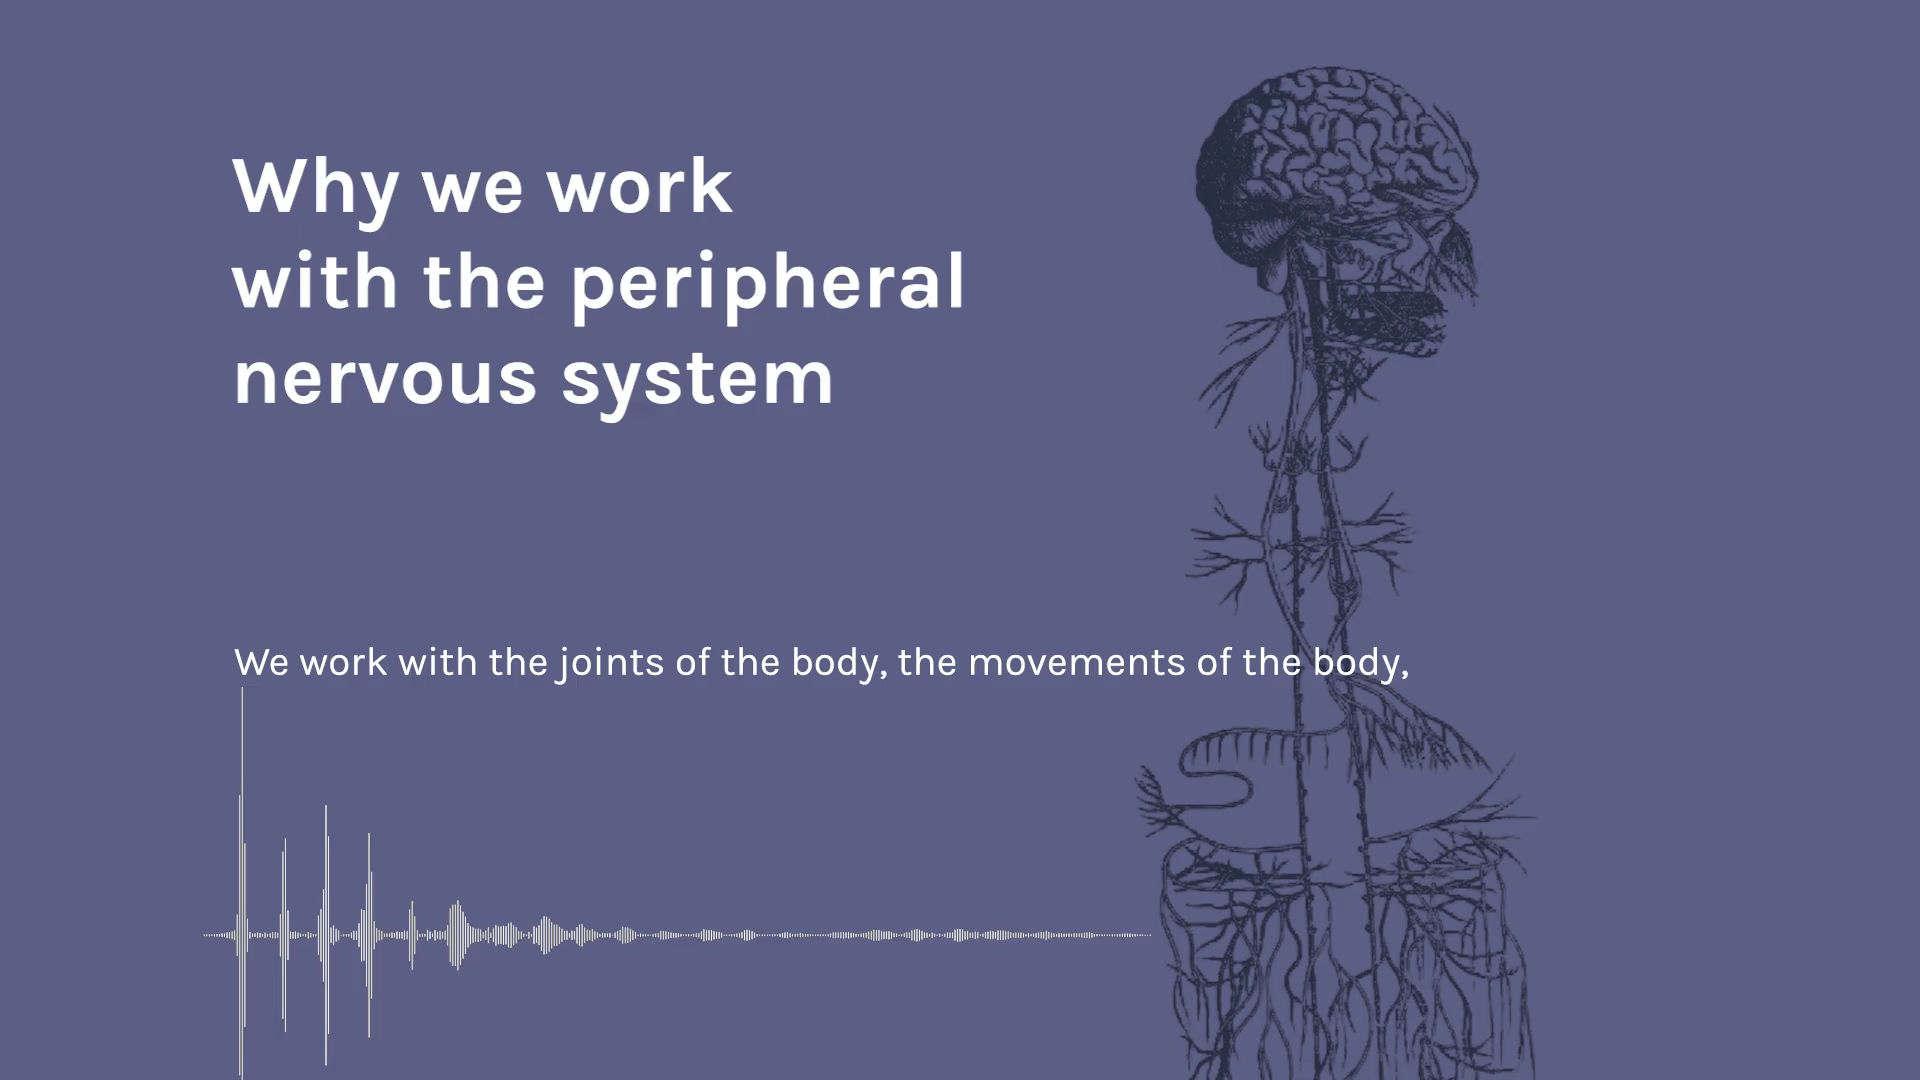 Why we work
with the peripheral
nervous system
We work with the joints of the body, the movements of the body,